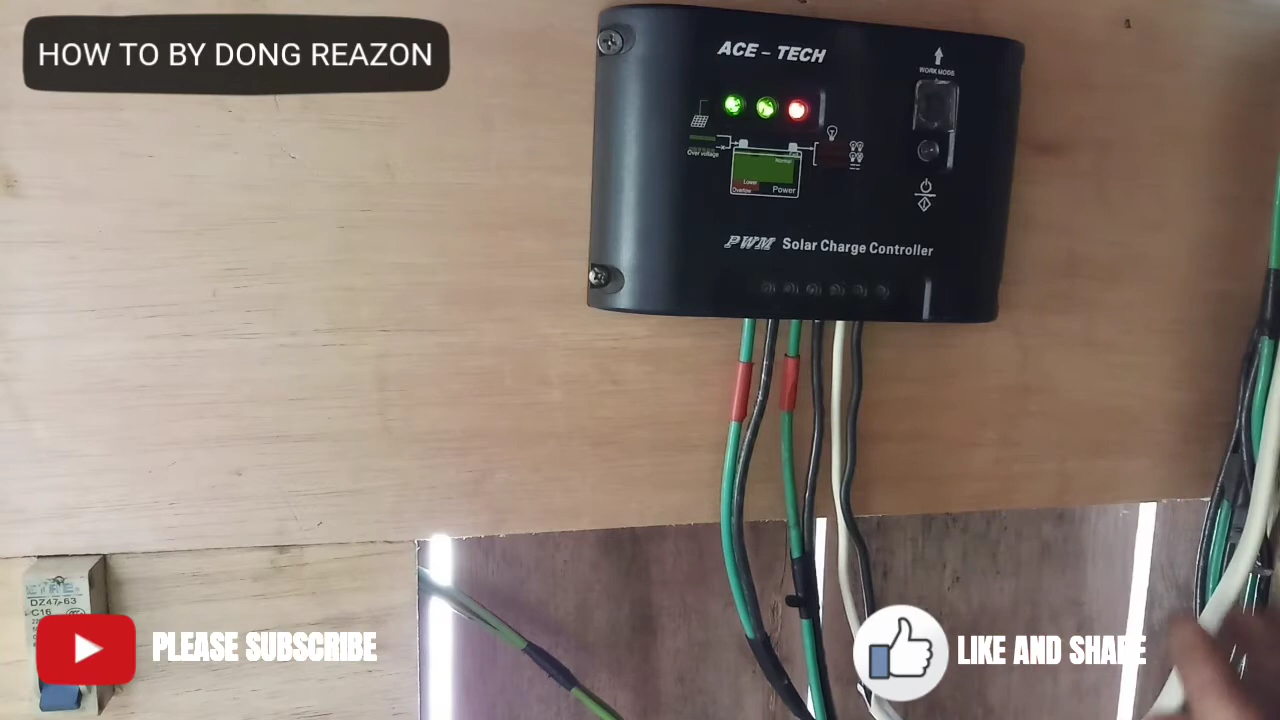 HOW TO BY DONG REAZON
ACE - TECH
WORK MODE
Over voltage
Normal
Lower
Power
PWM Solar Charge Controller
DZ47-63
C16
PLEASE SUBSCRIBE
LIKE AND SHARE